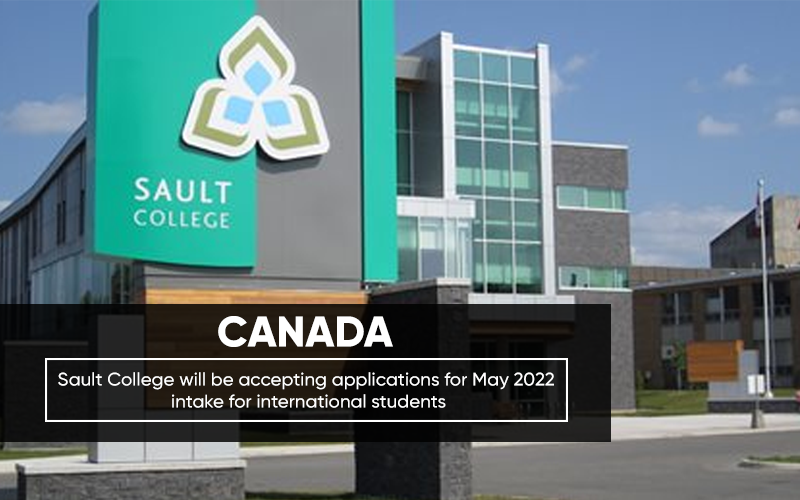 SAULT
COLLEGE
CANADA
Sault College will be accepting applications for May 2022
intake for international students